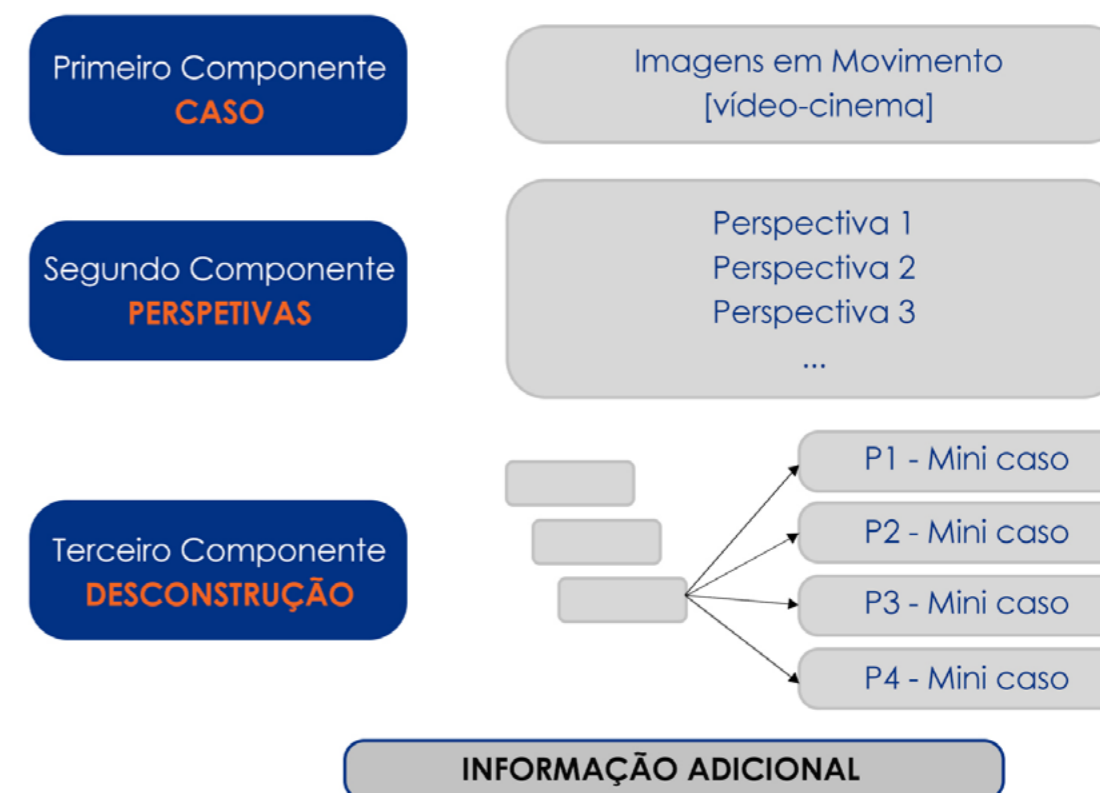 Primeiro Componente
CASO
Imagens em Movimento
[vídeo-cinema]
Segundo Componente
PERSPETIVAS
Perspectiva 1
Perspectiva 2
Perspectiva 3
...
Terceiro Componente
DESCONSTRUÇÃO
P1 - Mini caso
P2 - Mini caso
P3 - Mini caso
P4 - Mini caso
INFORMAÇÃO ADICIONAL